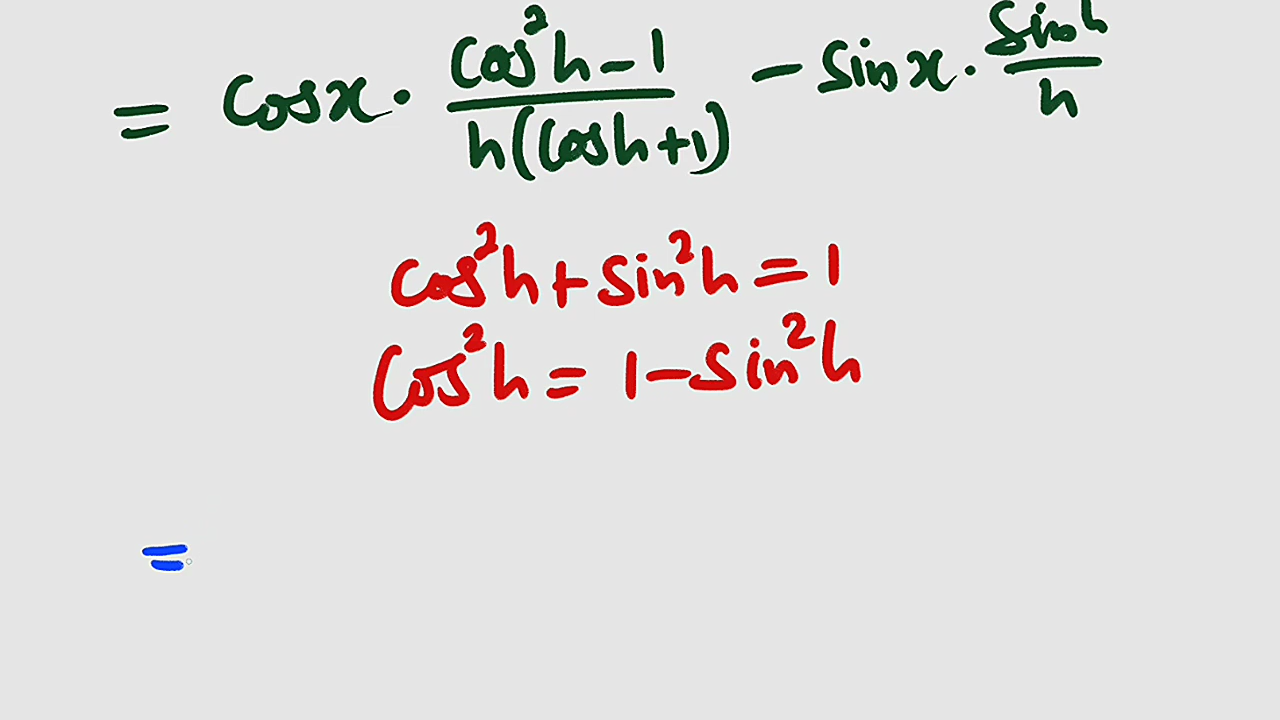 = cosx · cos²h-1 / h(cosh+1) - sinx · sinh / h
cos²h + sin²h = 1
cos²h = 1 - sin²h
=